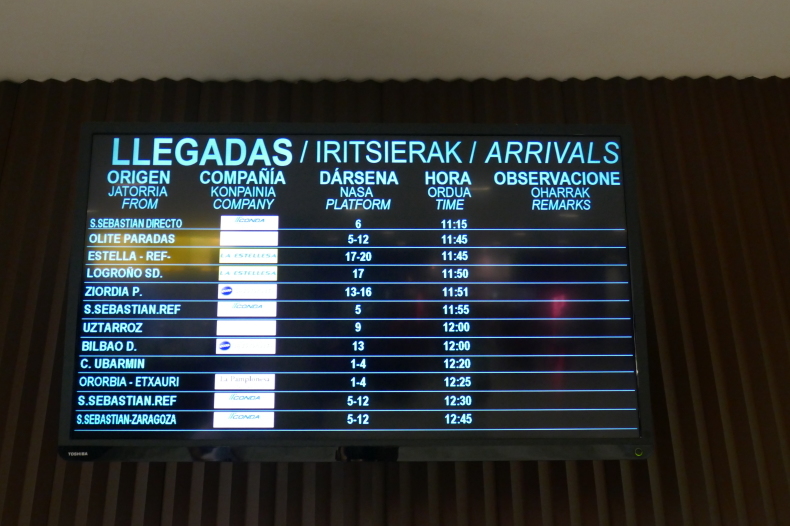 LLEGADAS / IRITSIERAK / ARRIVALS
ORIGEN COMPAÑÍA DÁRSENA HORA OBSERVACIONE
JATORRIA KONPAINIA NASA ORDUA OHARRAK
FROM COMPANY PLATFORM TIME REMARKS
S.SEBASTIAN DIRECTO CONDA 6 11:15
OLITE PARADAS 5-12 11:45
ESTELLA - REF- LA ESTELLESA 17-20 11:45
LOGROÑO SD. LA ESTELLESA 17 11:50
ZIORDIA P. 13-16 11:51
S.SEBASTIAN.REF CONDA 5 11:55
UZTARROZ 9 12:00
BILBAO D. 13 12:00
C. UBARMIN 1-4 12:20
ORORBIA - ETXAURI La Pamplonesa 1-4 12:25
S.SEBASTIAN.REF CONDA 5-12 12:30
S.SEBASTIAN-ZARAGOZA CONDA 5-12 12:45
TOSHIBA